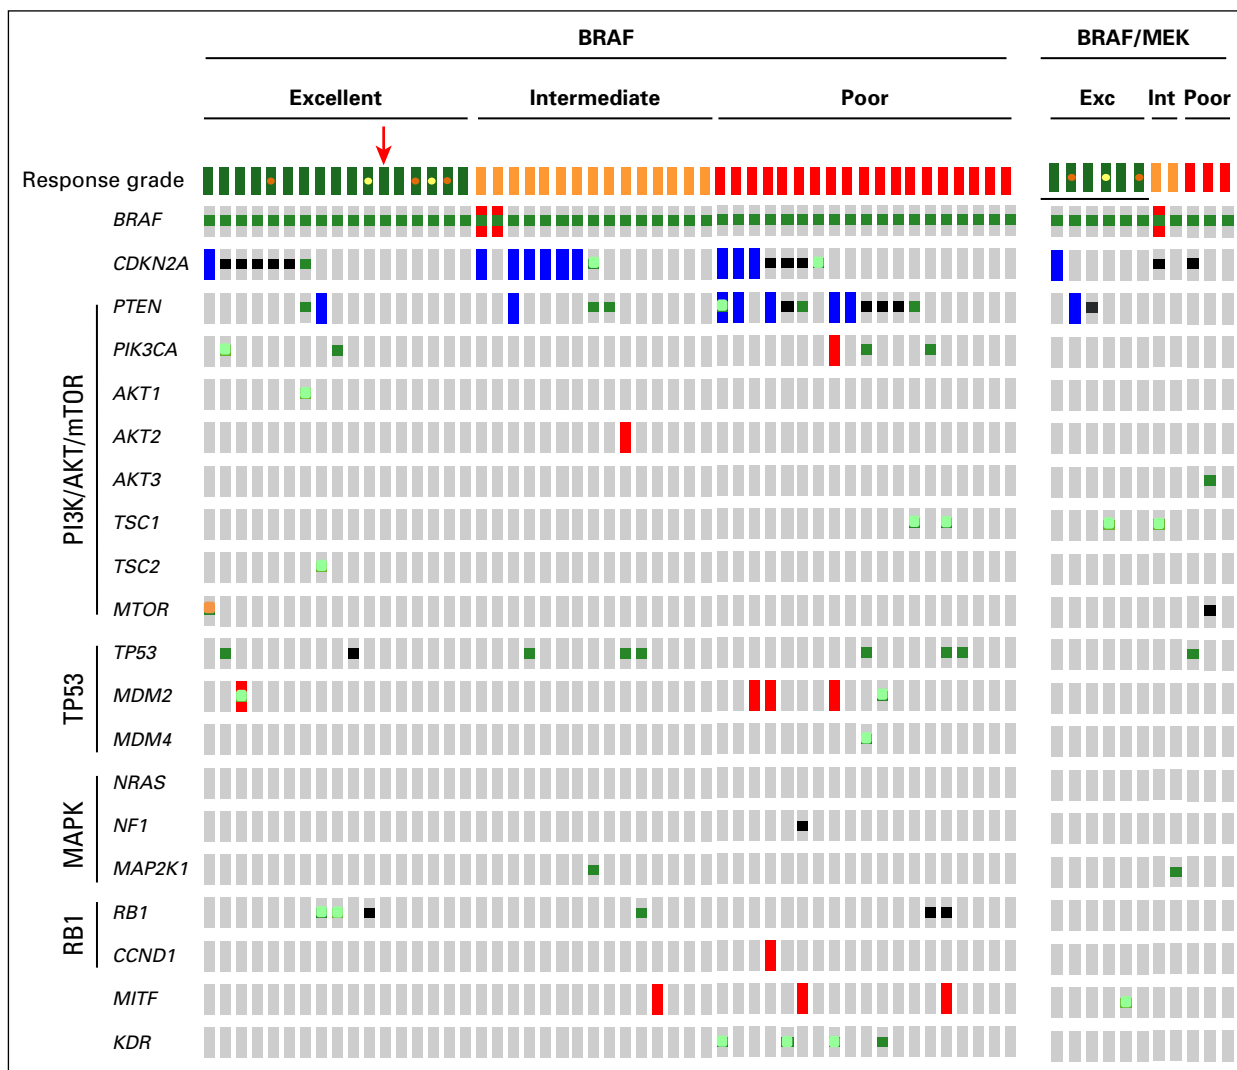 BRAF BRAF/MEK
Excellent Intermediate Poor Exc Int Poor
Response grade
BRAF
CDKN2A
PTEN
PIK3CA
AKT1
AKT2
AKT3
TSC1
TSC2
MTOR
PI3K/AKT/mTOR
TP53
MDM2
MDM4
TP53
NRAS
NF1
MAP2K1
MAPK
RB1
CCND1
RB1
MITF
KDR